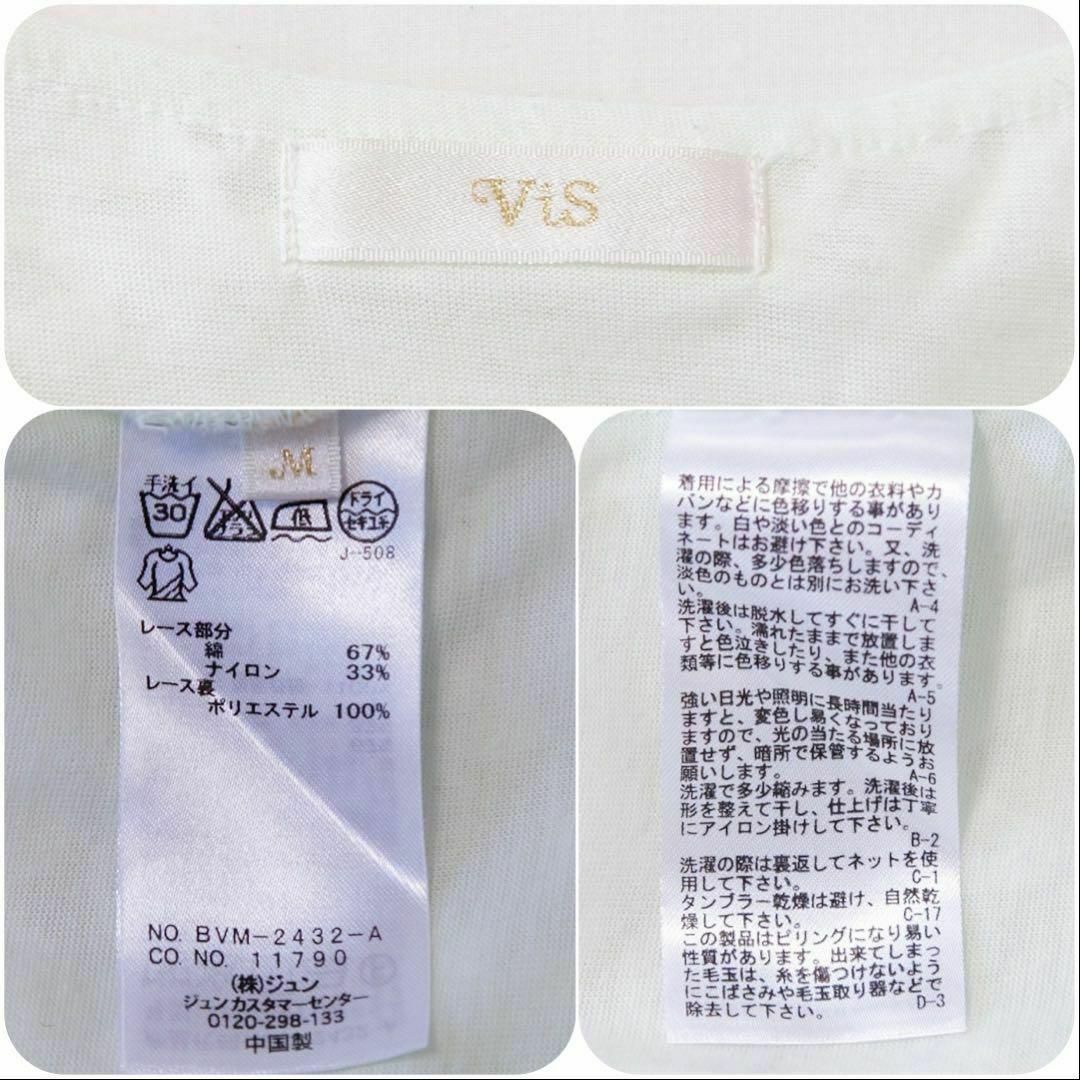 ViS
M
手洗イ
30
エンソサラシ
低
ドライ
セキユ系
J-508
レース部分
綿 67%
ナイロン 33%
レース裏
ポリエステル 100%
NO. BVM-2432-A
CO. NO. 11790
(株)ジュン
ジュンカスタマーセンター
0120-298-133
中国製
着用による摩擦で他の衣料やカ
バンなどに色移りする事があり
ます。白や淡い色とのコーディ
ネートはお避け下さい。又、洗
濯の際、多少色落ちしますので、
淡色のものとは別にお洗い下さ
い。
A-4
洗濯後は脱水してすぐに干して
下さい。濡れたままで放置しま
すと色泣きしたり、また他の衣
類等に色移りする事があります。
A-5
強い日光や照明に長時間当たり
ますと、変色し易くなっており
ますので、光の当たる場所に放
置せず、暗所で保管するようお
願いします。
A-6
洗濯で多少縮みます。洗濯後は
形を整えて干し、仕上げは丁寧
にアイロン掛けして下さい。
B-2
洗濯の際は裏返してネットを使
用して下さい。
C-1
タンブラー乾燥は避け、自然乾
燥して下さい。
C-17
この製品はピリングになり易い
性質があります。出来てしまっ
た毛玉は、糸を傷つけないよう
にこばさみや毛玉取り器などで
除去して下さい。
D-3